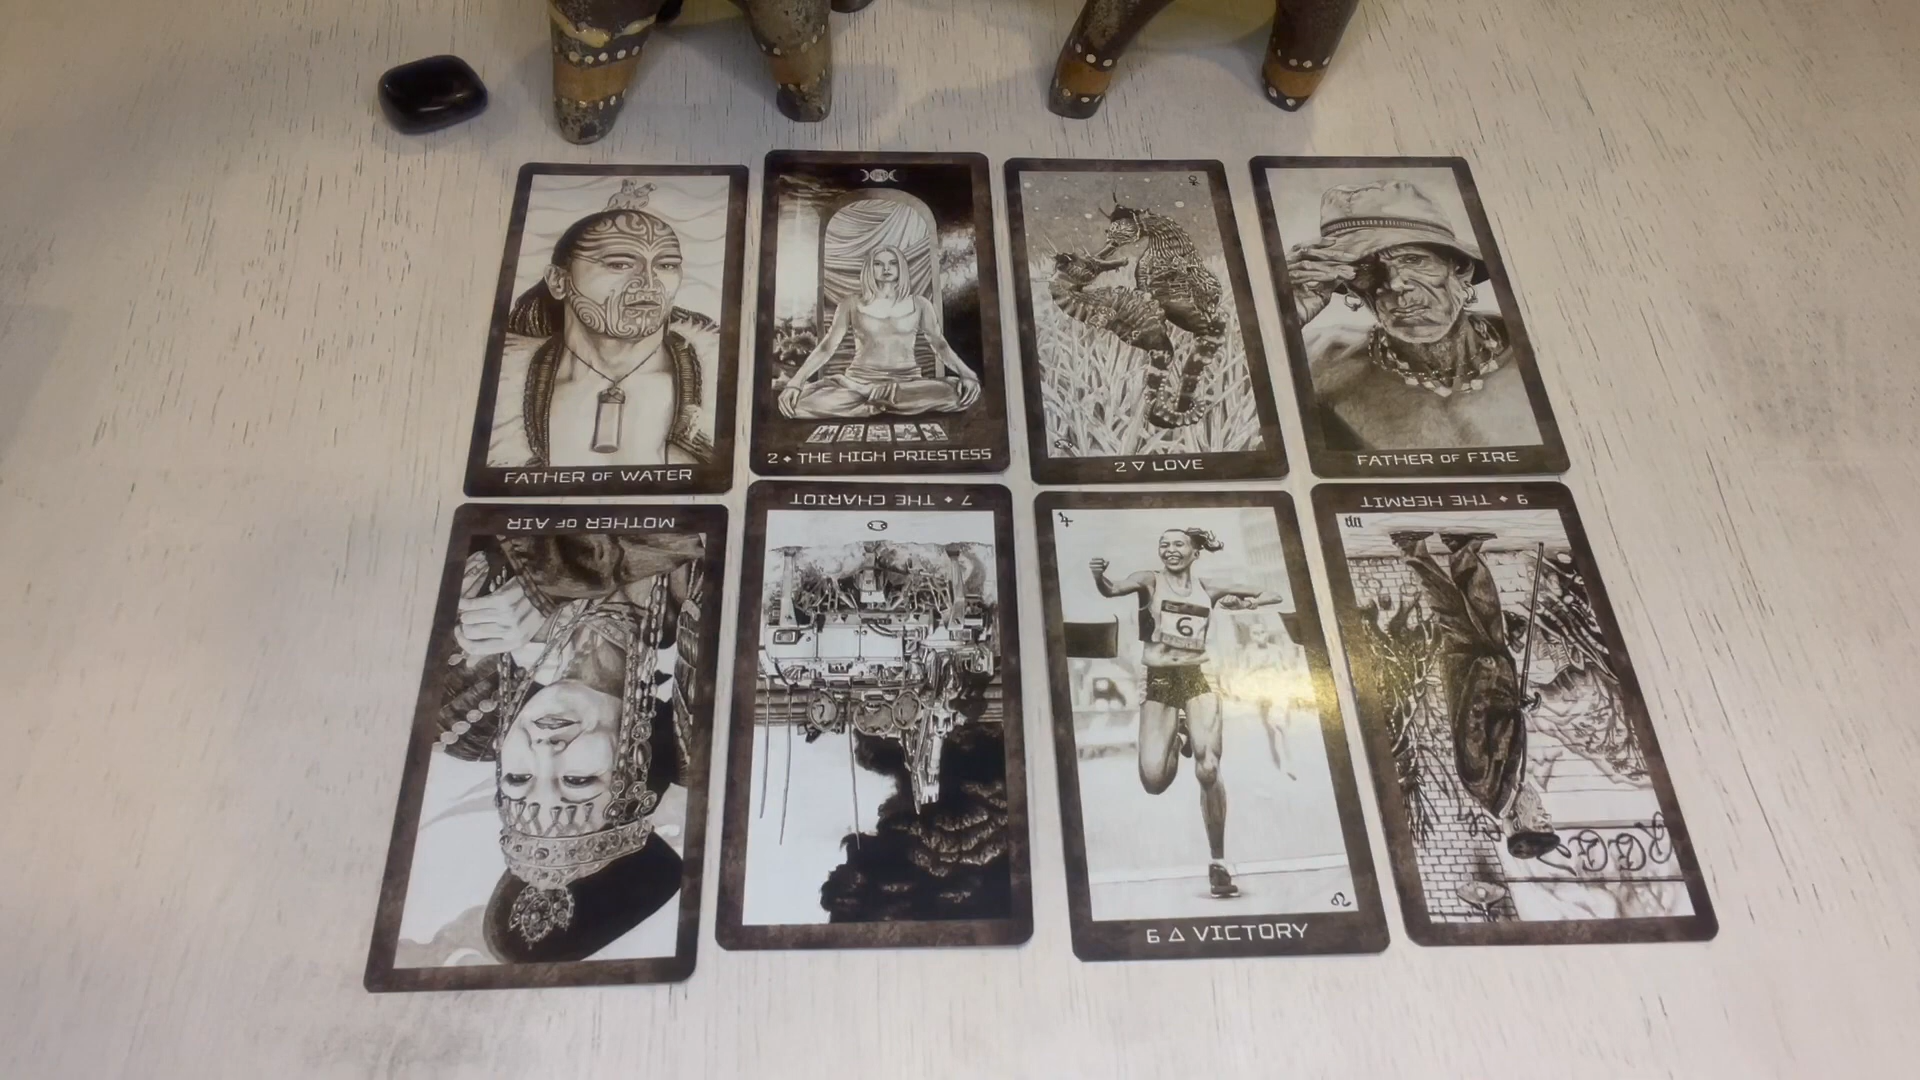 FATHER OF WATER
2 ✦ THE HIGH PRIESTESS
2 ▽ LOVE
FATHER OF FIRE
MOTHER OF AIR
7 ✦ THE CHARIOT
6
6 △ VICTORY
9 ✦ THE HERMIT